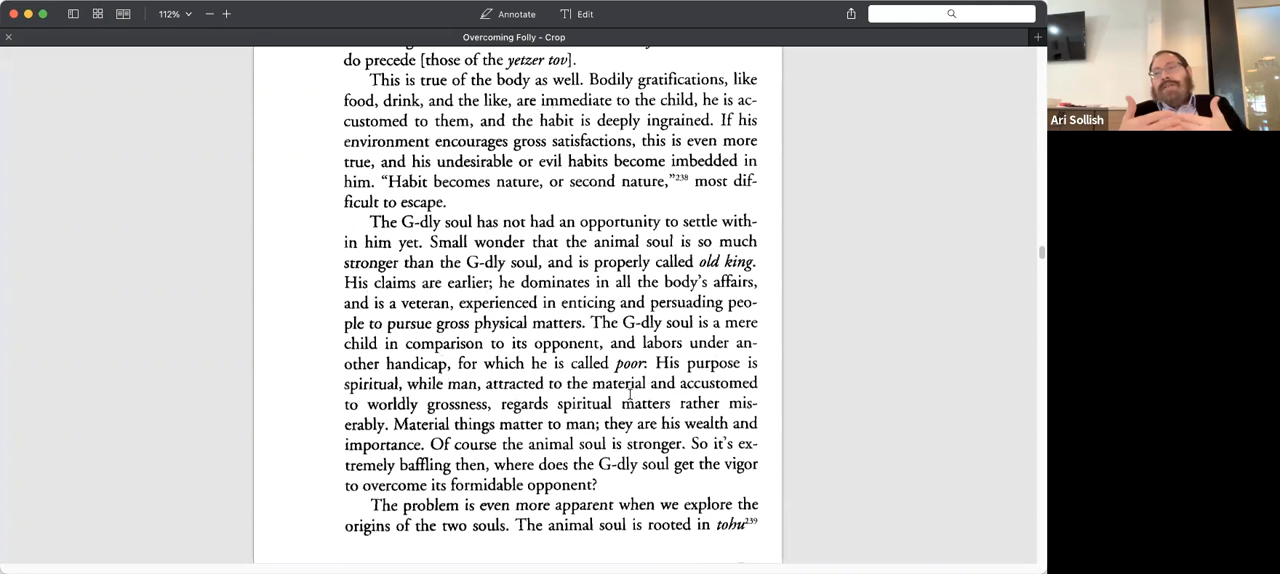 112%
Annotate
Edit
Overcoming Folly - Crop
do precede [those of the yetzer tov].
This is true of the body as well. Bodily gratifications, like
food, drink, and the like, are immediate to the child, he is ac-
customed to them, and the habit is deeply ingrained. If his
environment encourages gross satisfactions, this is even more
true, and his undesirable or evil habits become imbedded in
him. “Habit becomes nature, or second nature,”238 most dif-
ficult to escape.
The G-dly soul has not had an opportunity to settle with-
in him yet. Small wonder that the animal soul is so much
stronger than the G-dly soul, and is properly called old king.
His claims are earlier; he dominates in all the body’s affairs,
and is a veteran, experienced in enticing and persuading peo-
ple to pursue gross physical matters. The G-dly soul is a mere
child in comparison to its opponent, and labors under an-
other handicap, for which he is called poor. His purpose is
spiritual, while man, attracted to the material and accustomed
to worldly grossness, regards spiritual matters rather mis-
erably. Material things matter to man; they are his wealth and
importance. Of course the animal soul is stronger. So it’s ex-
tremely baffling then, where does the G-dly soul get the vigor
to overcome its formidable opponent?
The problem is even more apparent when we explore the
origins of the two souls. The animal soul is rooted in tohu239
Ari Sollish